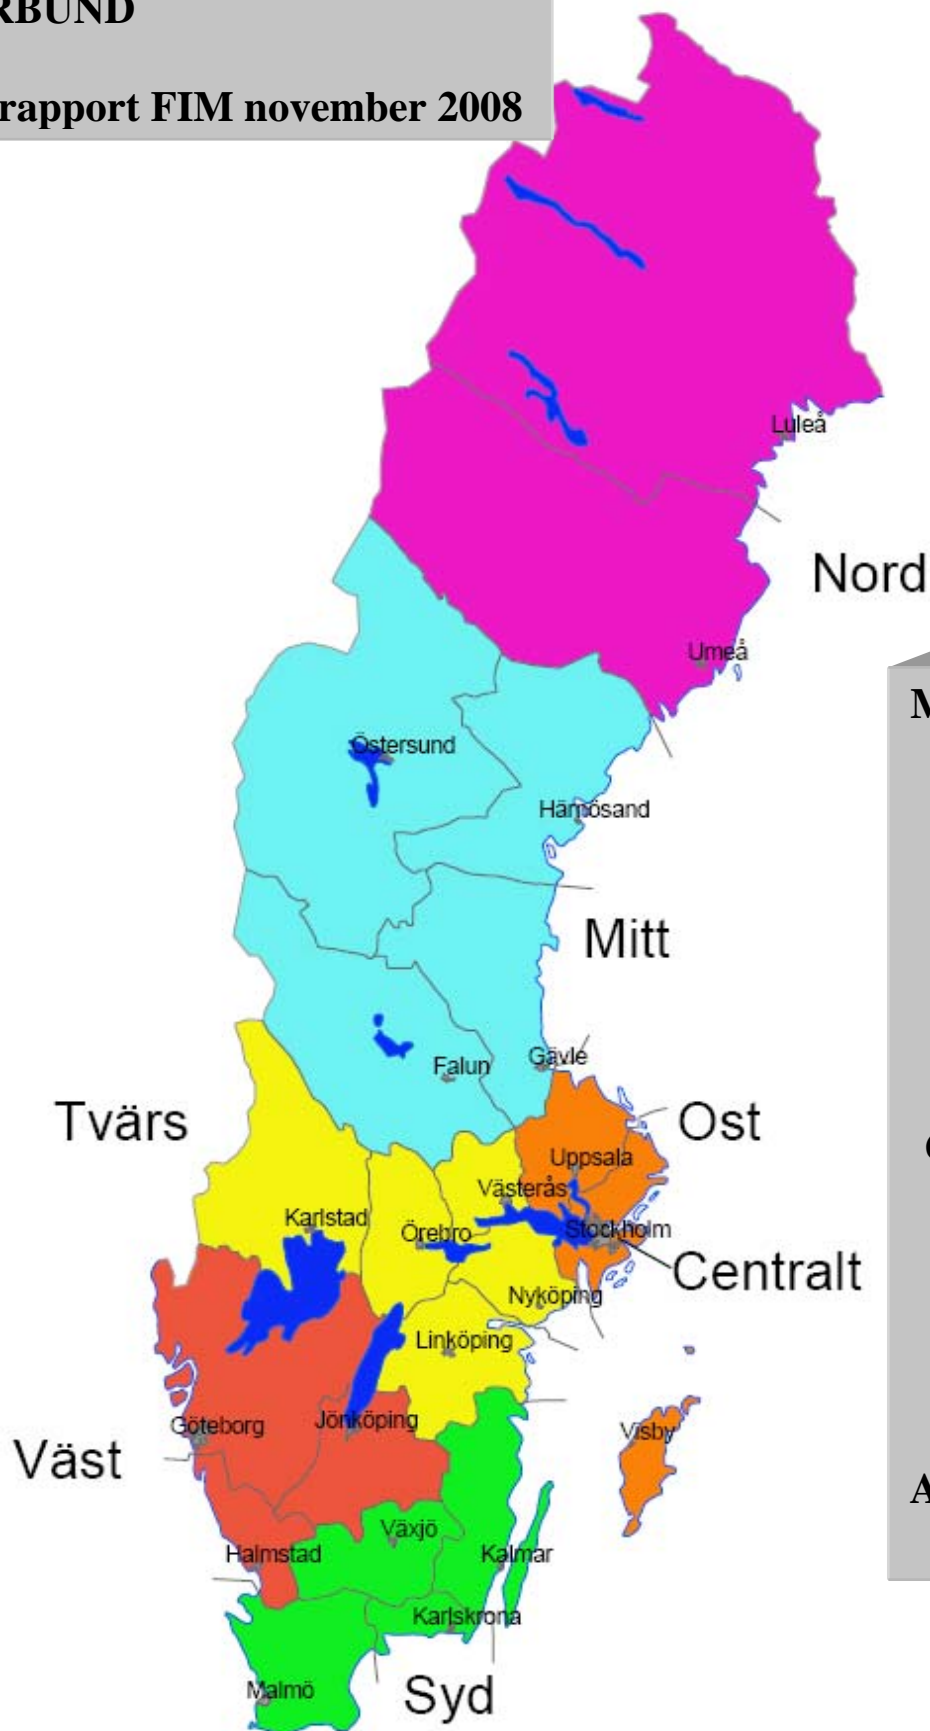 RBUND
rapport FIM november 2008
Luleå
Nord
Umeå
M
Östersund
Härnösand
Mitt
Gävle
Falun
Tvärs
Ost
Uppsala
Västerås
Karlstad
Örebro
Stockholm
Centralt
Nyköping
Linköping
Jönköping
Göteborg
Visby
Väst
A
Växjö
Halmstad
Kalmar
Karlskrona
Malmö
Syd